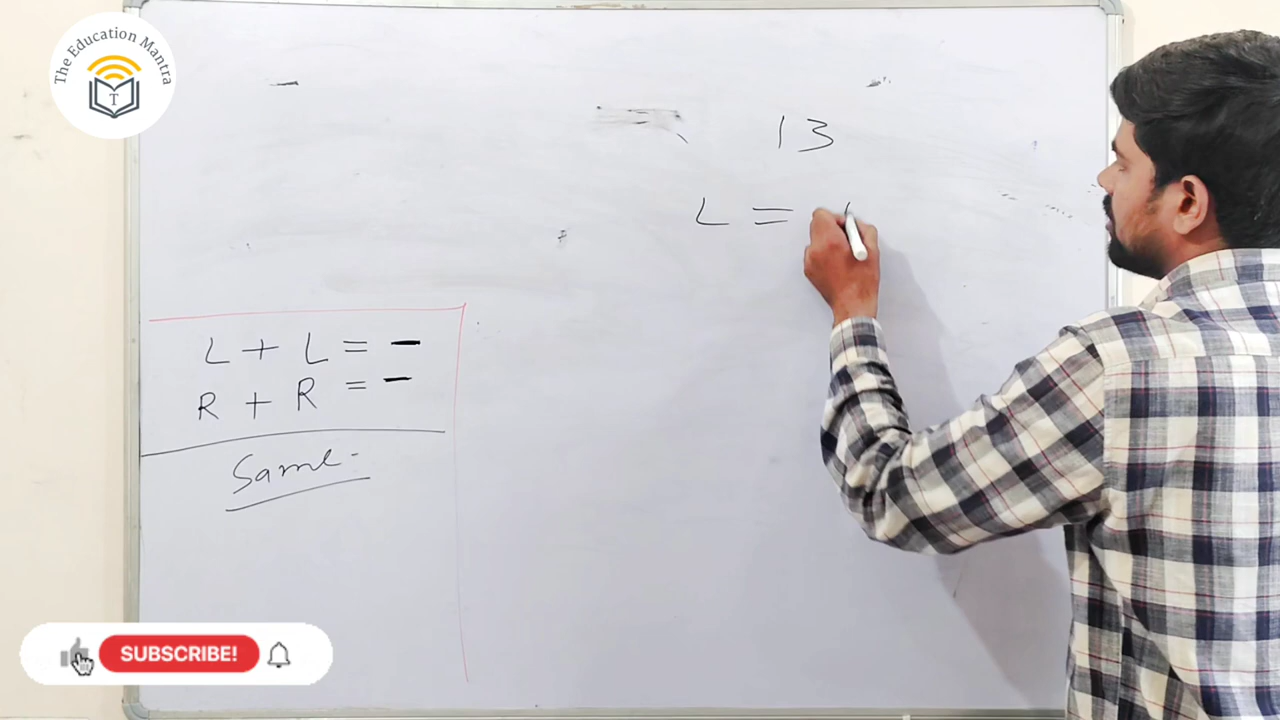 The Education Mantra
T
13
L =
L + L = -
R + R = -
Same
SUBSCRIBE!